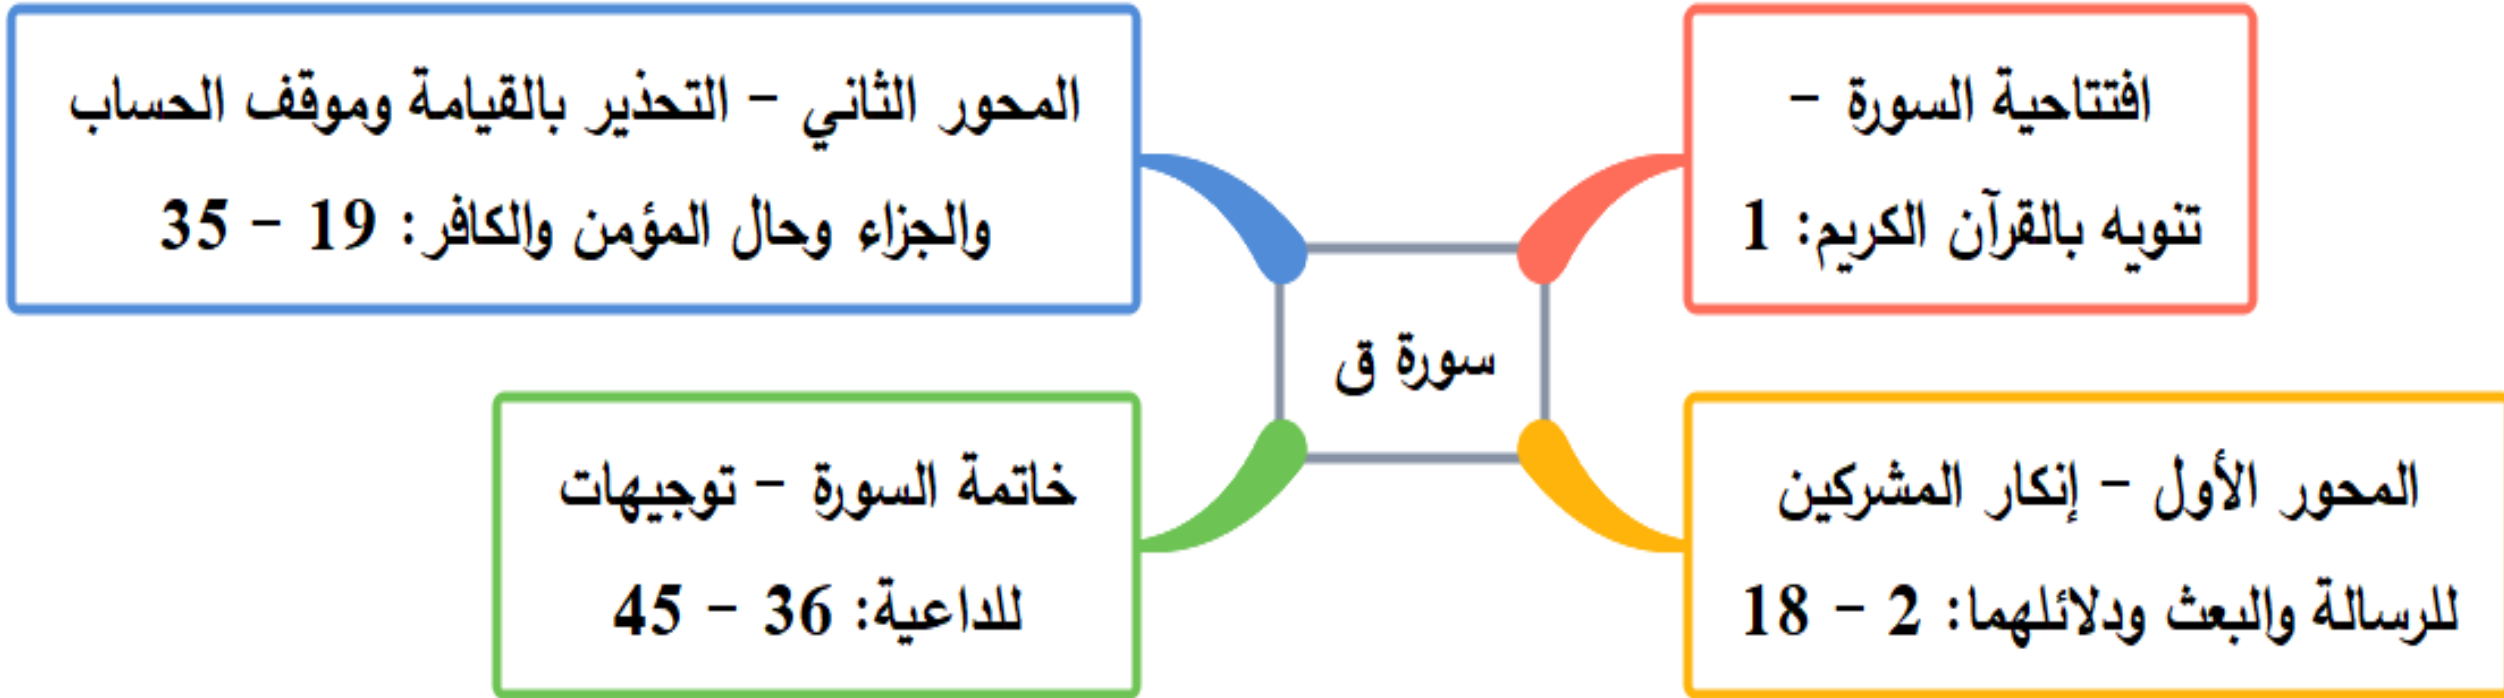 سورة ق
افتتاحية السورة –
تنويه بالقرآن الكريم: 1
المحور الأول – إنكار المشركين
للرسالة والبعث ودلائلهما: 2 – 18
المحور الثاني – التحذير بالقيامة وموقف الحساب
والجزاء وحال المؤمن والكافر: 19 – 35
خاتمة السورة – توجيهات
للداعية: 36 – 45